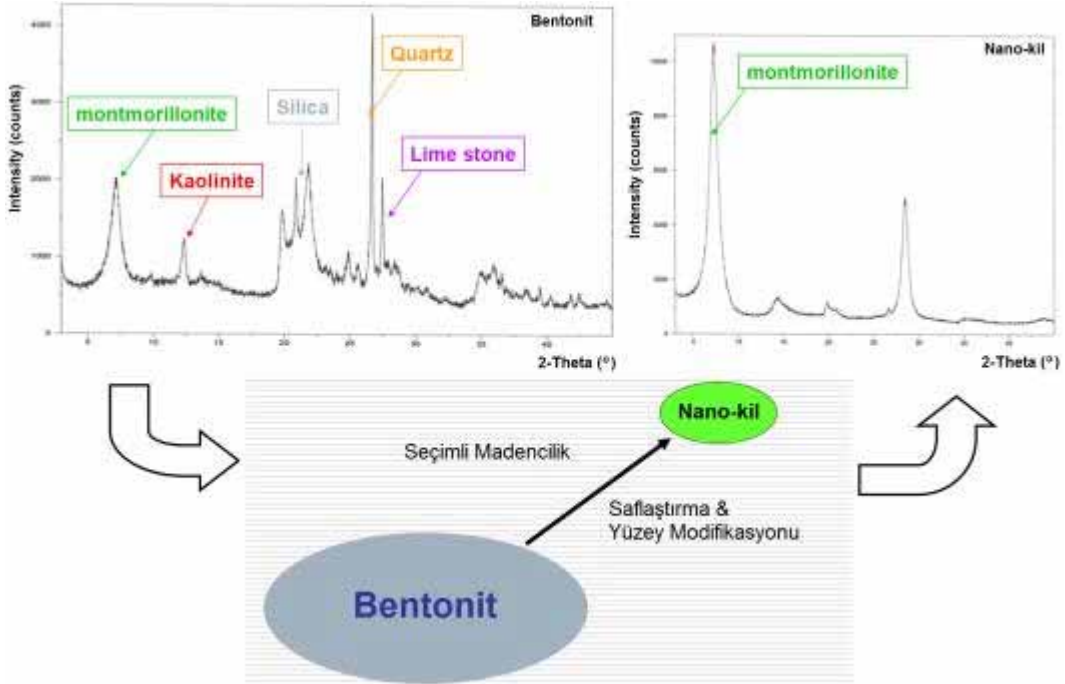 Bentonit
Quartz
Silica
montmorillonite
Lime stone
Kaolinite
Intensity (counts)
2-Theta (°)
Nano-kil
montmorillonite
Intensity (counts)
2-Theta (°)
Nano-kil
Seçimli Madencilik
Saflaştırma &
Yüzey Modifikasyonu
Bentonit